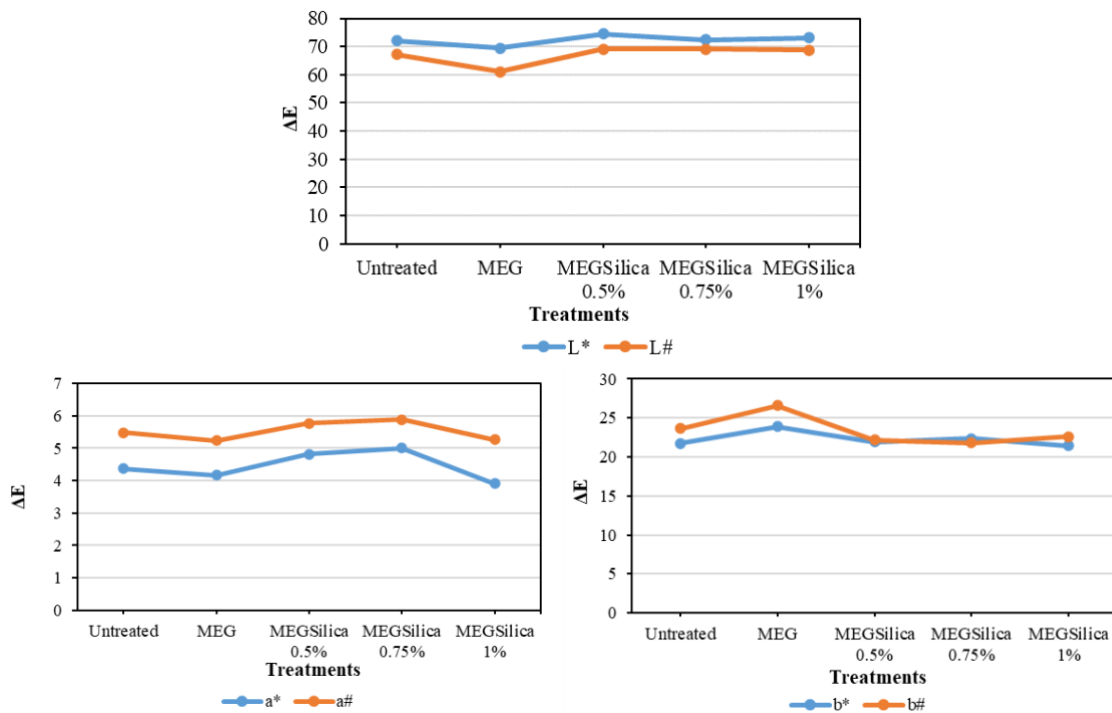 80
70
60
50
40
30
20
10
0
ΔE
Untreated MEG MEGSilica MEGSilica MEGSilica
0.5% 0.75% 1%
Treatments
L* L#
7
6
5
4
3
2
1
0
ΔE
Untreated MEG MEGSilica MEGSilica MEGSilica
0.5% 0.75% 1%
Treatments
a* a#
30
25
20
15
10
5
0
ΔE
Untreated MEG MEGSilica MEGSilica MEGSilica
0.5% 0.75% 1%
Treatments
b* b#